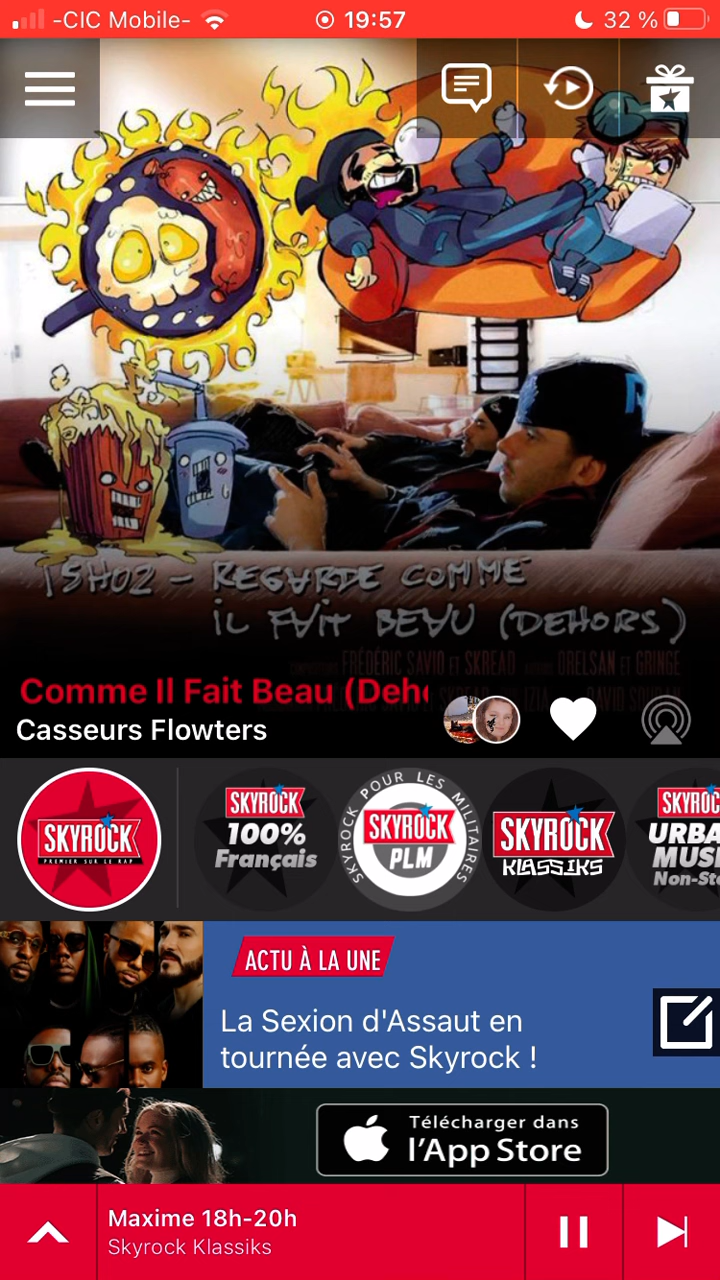 -CIC Mobile-
19:57
32 %
15H02 - REGARDE COMME
IL FAIT BEAU (DEHORS)
FRÉDÉRIC SAVIO ET SKREAD
ORELSAN ET GRINGE
Comme Il Fait Beau (Deh
Casseurs Flowters
SKYROCK
PREMIER SUR LE RAP
SKYROCK
100%
Français
SKYROCK POUR LES MILITAIRES
SKYROCK
PLM
SKYROCK
KLASSIKS
SKYROC
URBA
MUSI
Non-Sto
ACTU À LA UNE
La Sexion d'Assaut en
tournée avec Skyrock !
Télécharger dans
l'App Store
Maxime 18h-20h
Skyrock Klassiks